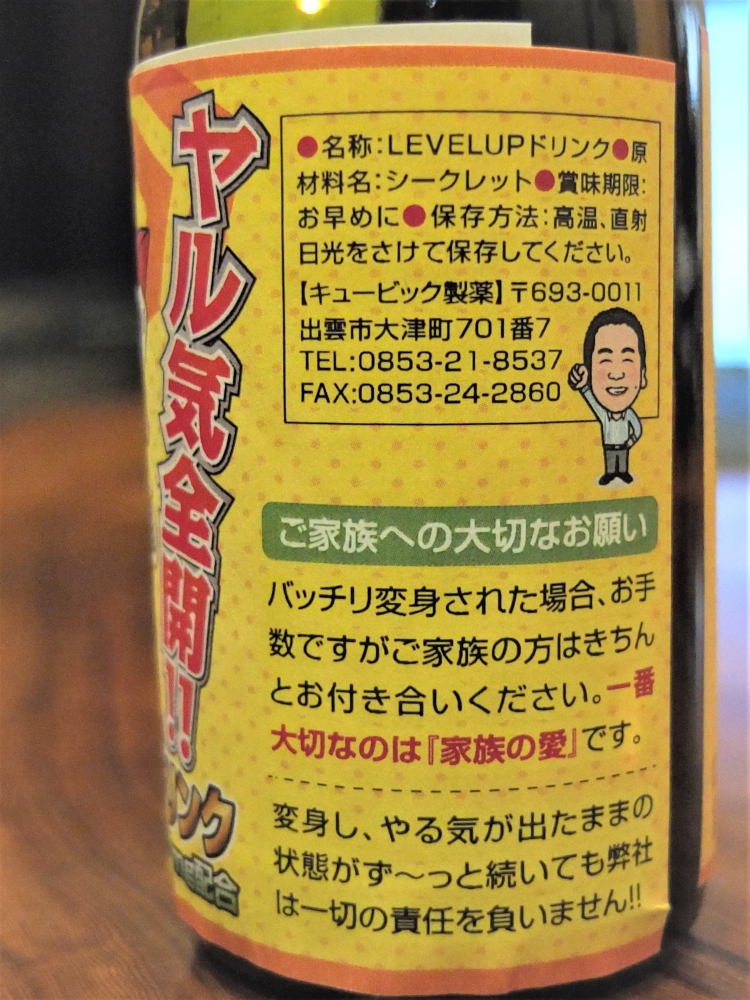 ヤル気全開!!
ンク
配合
●名称:LEVELUPドリンク●原
材料名:シークレット●賞味期限:
お早めに●保存方法:高温、直射
日光をさけて保存してください。
【キュービック製薬】〒693-0011
出雲市大津町701番7
TEL:0853-21-8537
FAX:0853-24-2860
ご家族への大切なお願い
バッチリ変身された場合、お手
数ですがご家族の方はきちん
とお付き合いください。一番
大切なのは『家族の愛』です。
変身し、やる気が出たままの
状態がず〜っと続いても弊社
は一切の責任を負いません!!